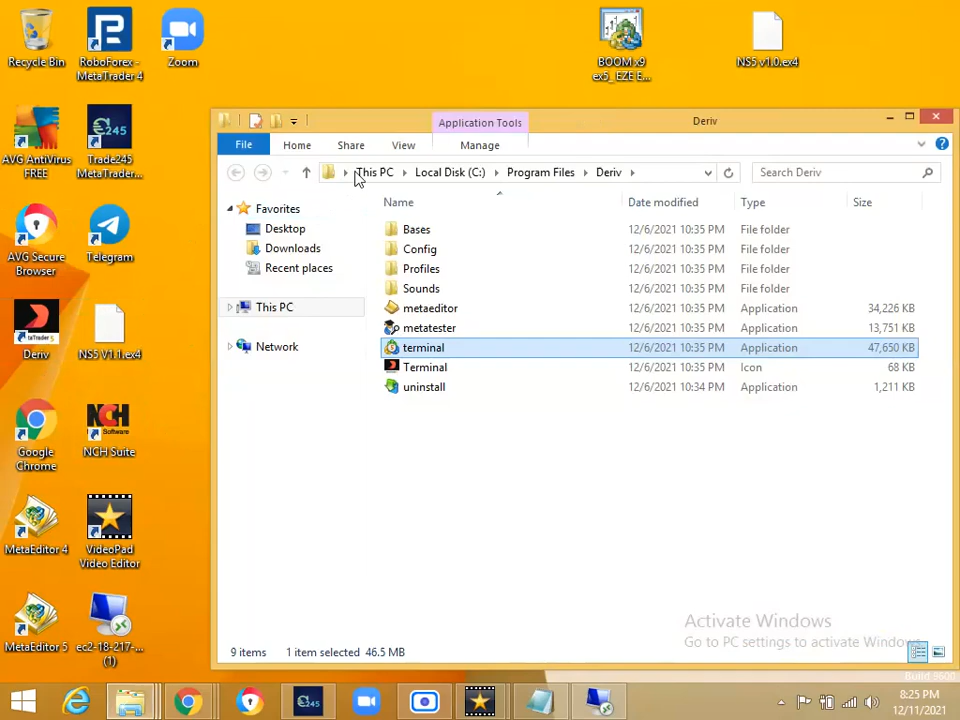 Recycle Bin
RoboForex -
MetaTrader 4
Zoom
BOOM x9
ex5_ EZE E...
NS5 v1.0.ex4
AVG AntiVirus
FREE
Trade245
MetaTrader...
AVG Secure
Browser
Telegram
Deriv
NS5 V1.1.ex4
Google
Chrome
NCH Suite
MetaEditor 4
VideoPad
Video Editor
MetaEditor 5
ec2-18-217-...
(1)
Application Tools
Deriv
File
Home
Share
View
Manage
This PC
Local Disk (C:)
Program Files
Deriv
Search Deriv
Favorites
Desktop
Downloads
Recent places
This PC
Network
Name Date modified Type Size
Bases 12/6/2021 10:35 PM File folder
Config 12/6/2021 10:35 PM File folder
Profiles 12/6/2021 10:35 PM File folder
Sounds 12/6/2021 10:35 PM File folder
metaeditor 12/6/2021 10:35 PM Application 34,226 KB
metatester 12/6/2021 10:35 PM Application 13,751 KB
terminal 12/6/2021 10:35 PM Application 47,650 KB
Terminal 12/6/2021 10:35 PM Icon 68 KB
uninstall 12/6/2021 10:34 PM Application 1,211 KB
Activate Windows
Go to PC settings to activate Windows.
9 items 1 item selected 46.5 MB
Build 9600
8:25 PM
12/11/2021